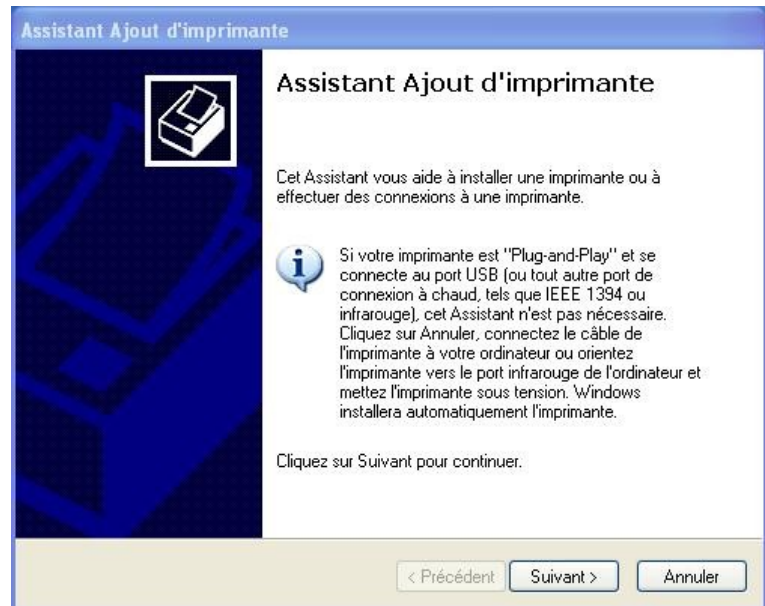 Assistant Ajout d'imprimante
Assistant Ajout d'imprimante
Cet Assistant vous aide à installer une imprimante ou à
effectuer des connexions à une imprimante.
Si votre imprimante est "Plug-and-Play" et se
connecte au port USB (ou tout autre port de
connexion à chaud, tels que IEEE 1394 ou
infrarouge), cet Assistant n'est pas nécessaire.
Cliquez sur Annuler, connectez le câble de
l'imprimante à votre ordinateur ou orientez
l'imprimante vers le port infrarouge de l'ordinateur et
mettez l'imprimante sous tension. Windows
installera automatiquement l'imprimante.
Cliquez sur Suivant pour continuer.
< Précédent Suivant > Annuler